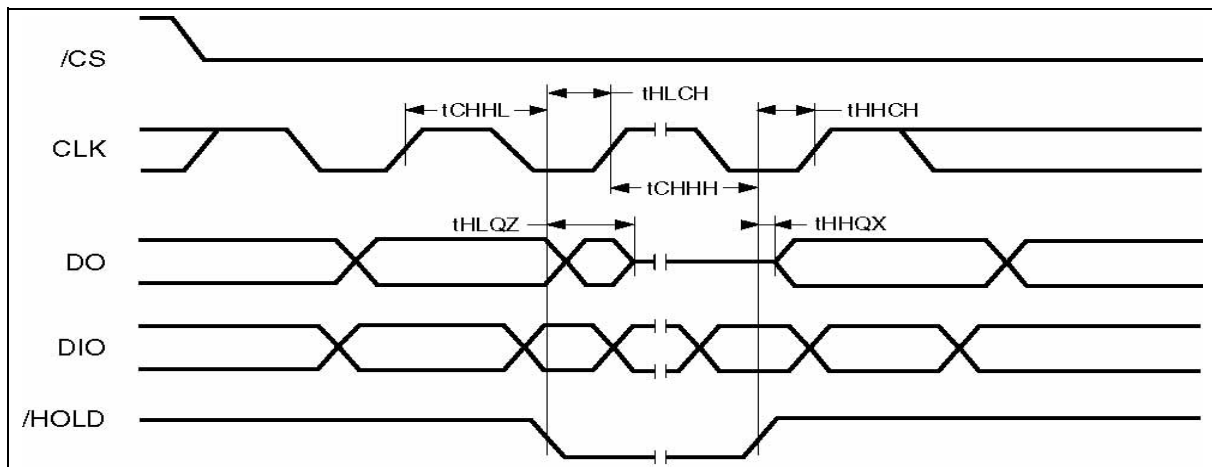 /CS
tHLCH
tCHHL
tHHCH
CLK
tCHHH
tHLQZ
tHHQX
DO
DIO
/HOLD